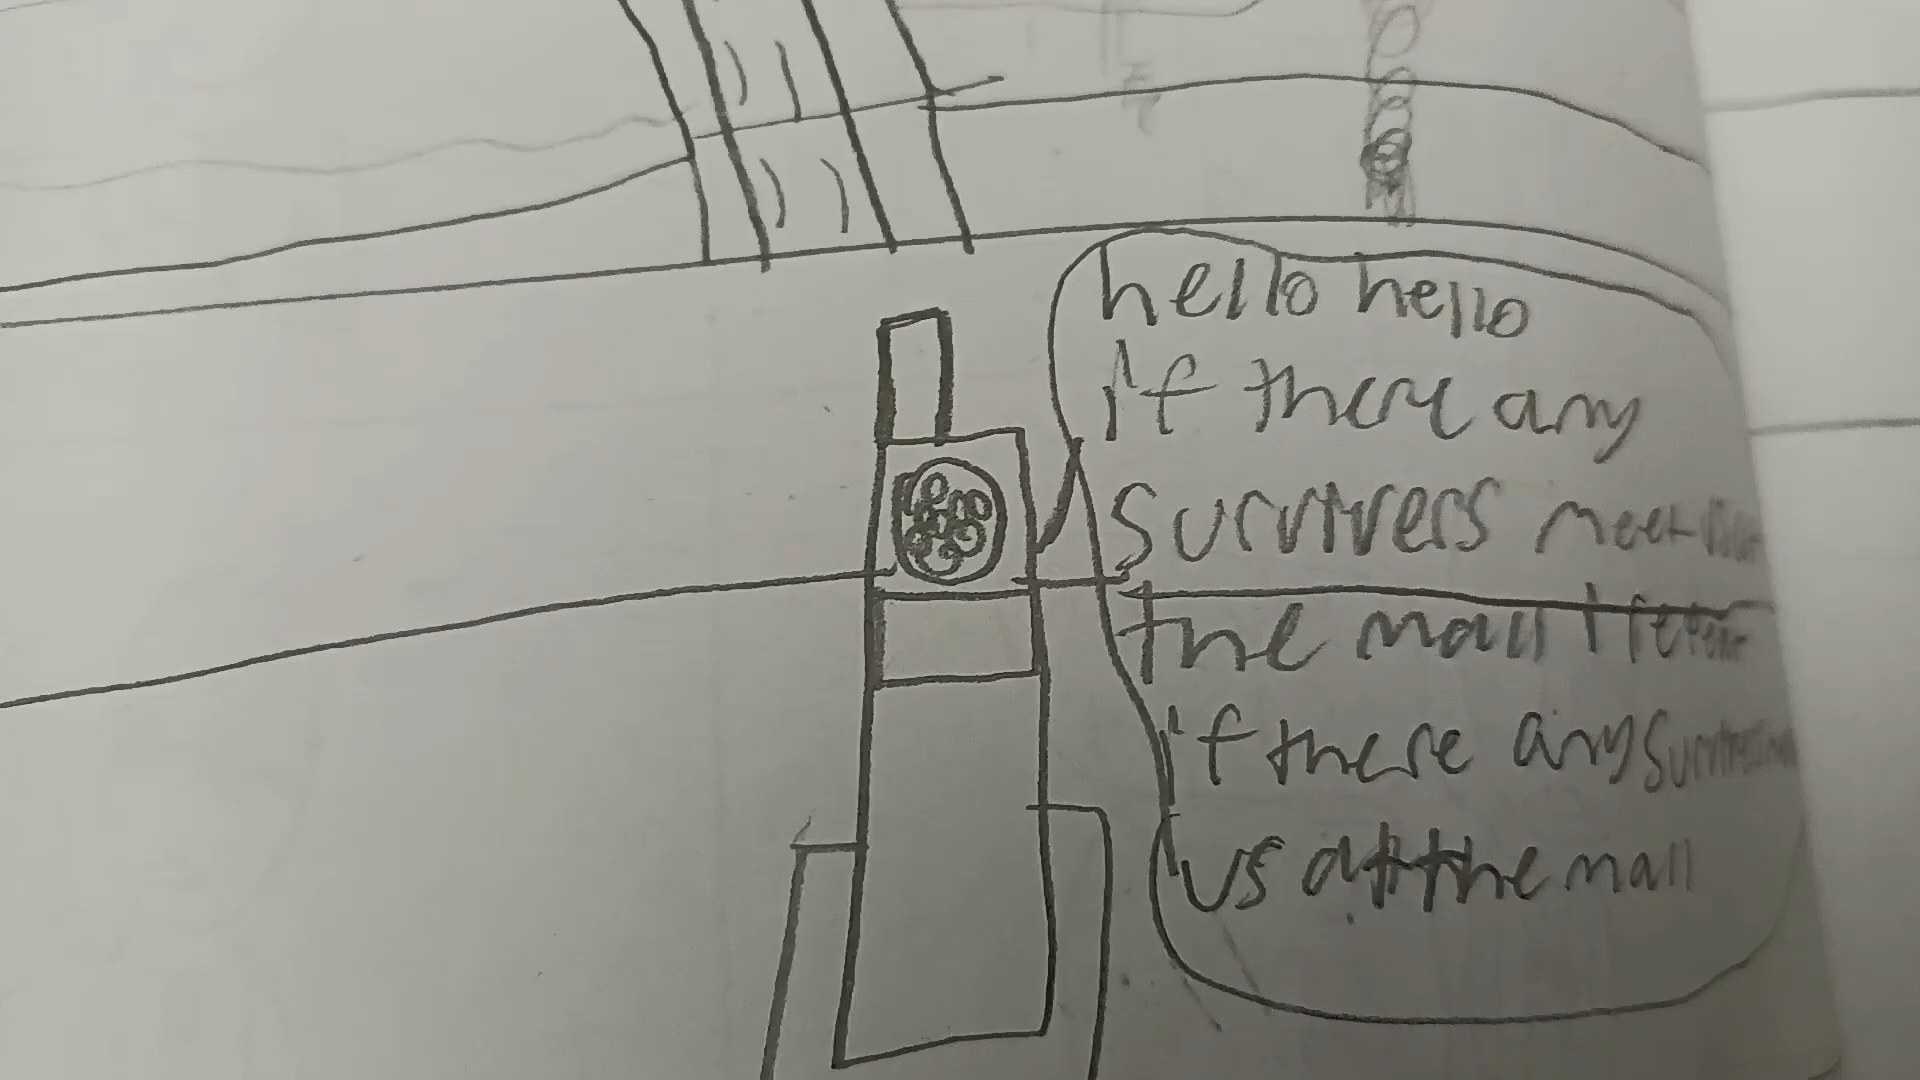 hello hello
if there any
survivers meet
the mall I
if there any
us at the mall